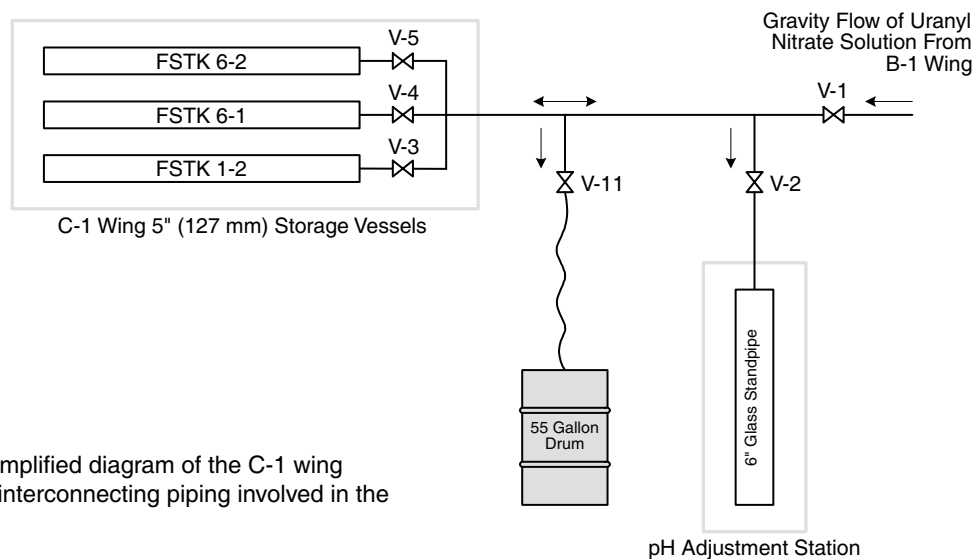 Gravity Flow of Uranyl
Nitrate Solution From
B-1 Wing
V-5
FSTK 6-2
V-4
FSTK 6-1
V-3
FSTK 1-2
C-1 Wing 5" (127 mm) Storage Vessels
V-1
V-11
V-2
55 Gallon
Drum
6" Glass Standpipe
pH Adjustment Station
mplified diagram of the C-1 wing
interconnecting piping involved in the